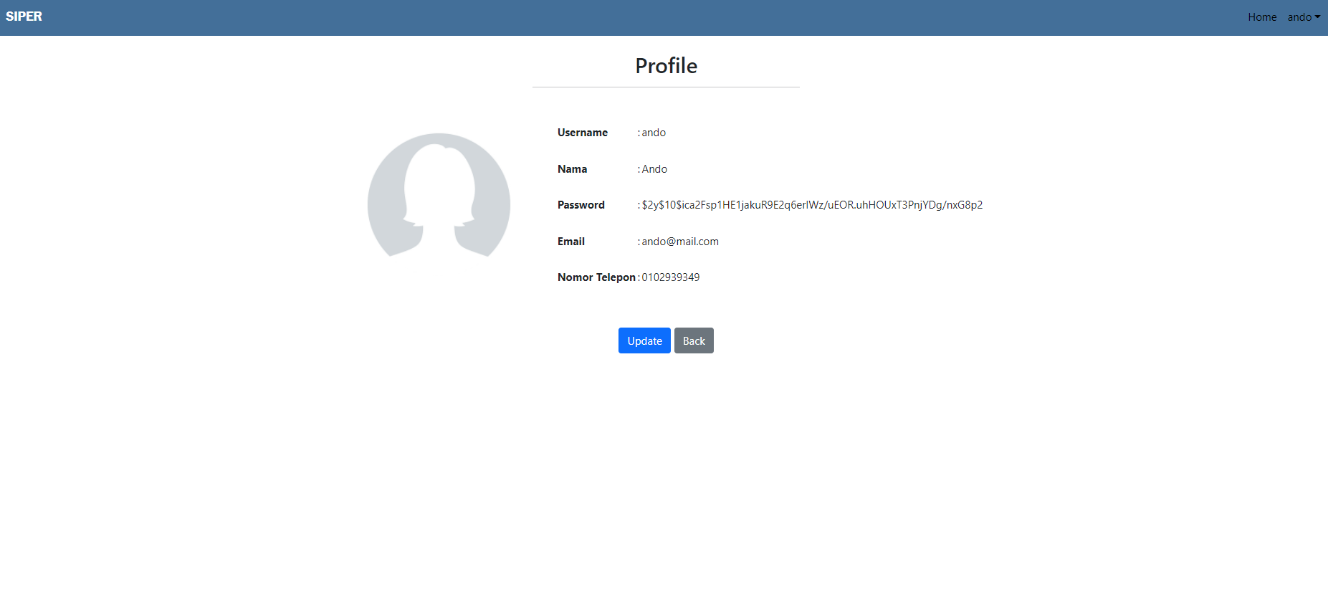 SIPER
Home ando
Profile
Username : ando
Nama : Ando
Password : $2y$10$ica2Fsp1HE1jakuR9E2q6erIWz/uEOR.uhHOUxT3PnjYDg/nxG8p2
Email : ando@mail.com
Nomor Telepon : 0102939349
Update Back